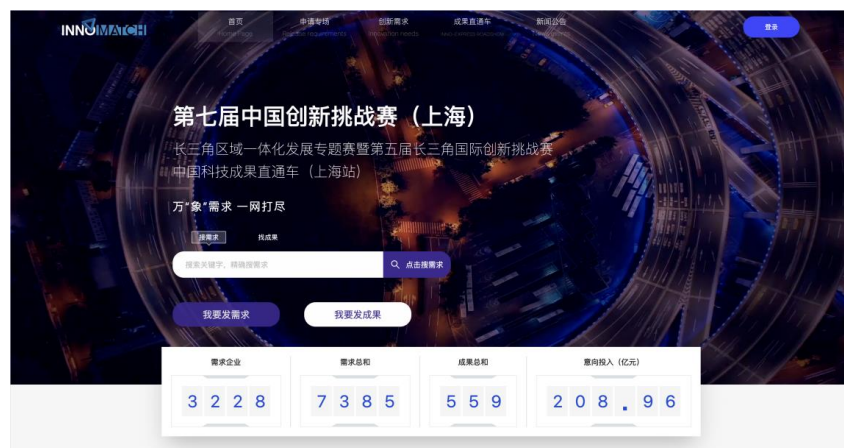 INNOMATCH
首页 申请专场 创新需求 成果直通车 新闻公告
Home Page
登录
第七届中国创新挑战赛（上海）
长三角区域一体化发展专题赛暨第五届长三角国际创新挑战赛
中国科技成果直通车（上海站）
万“象”需求 一网打尽
搜需求 找成果
搜索关键字，精确搜需求
点击搜需求
我要发需求 我要发成果
需求企业 需求总和 成果总和 意向投入（亿元）
3228 7385 559 208.96